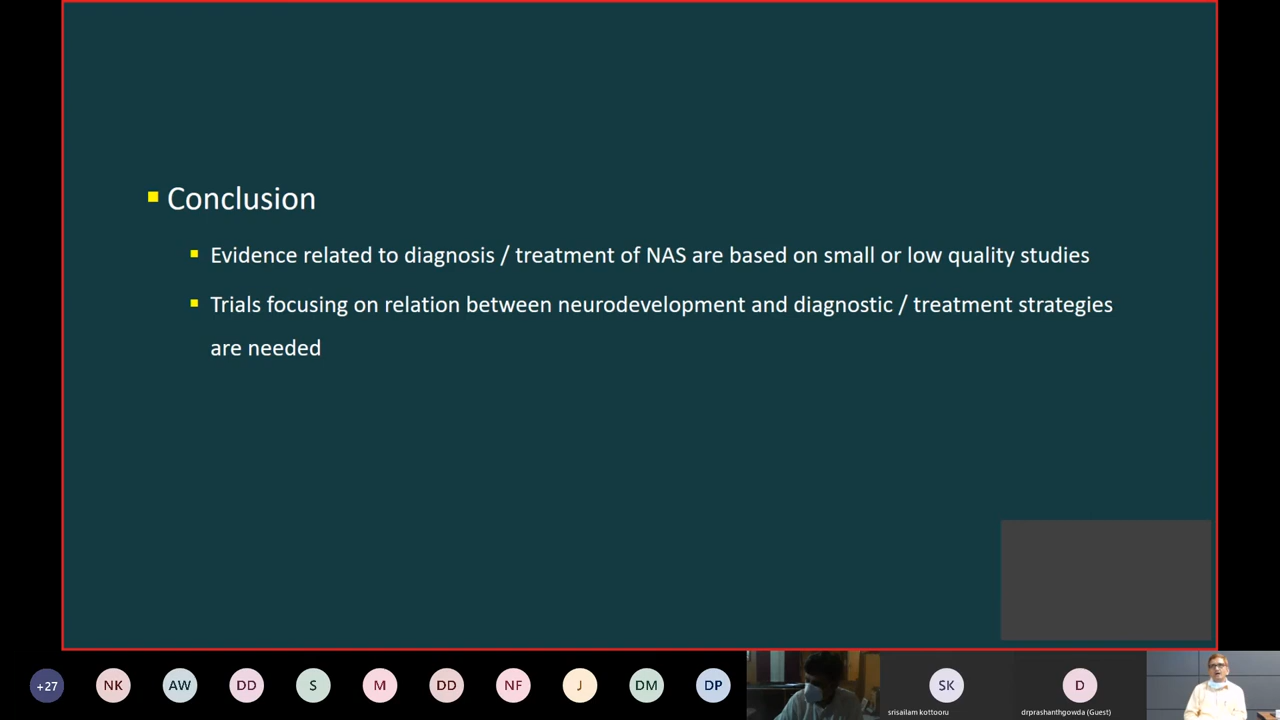 Conclusion
Evidence related to diagnosis / treatment of NAS are based on small or low quality studies
Trials focusing on relation between neurodevelopment and diagnostic / treatment strategies
are needed
+27 NK AW DD S M DD NF J DM DP SK D
srisailam kottooru drprashanthgowda (Guest)